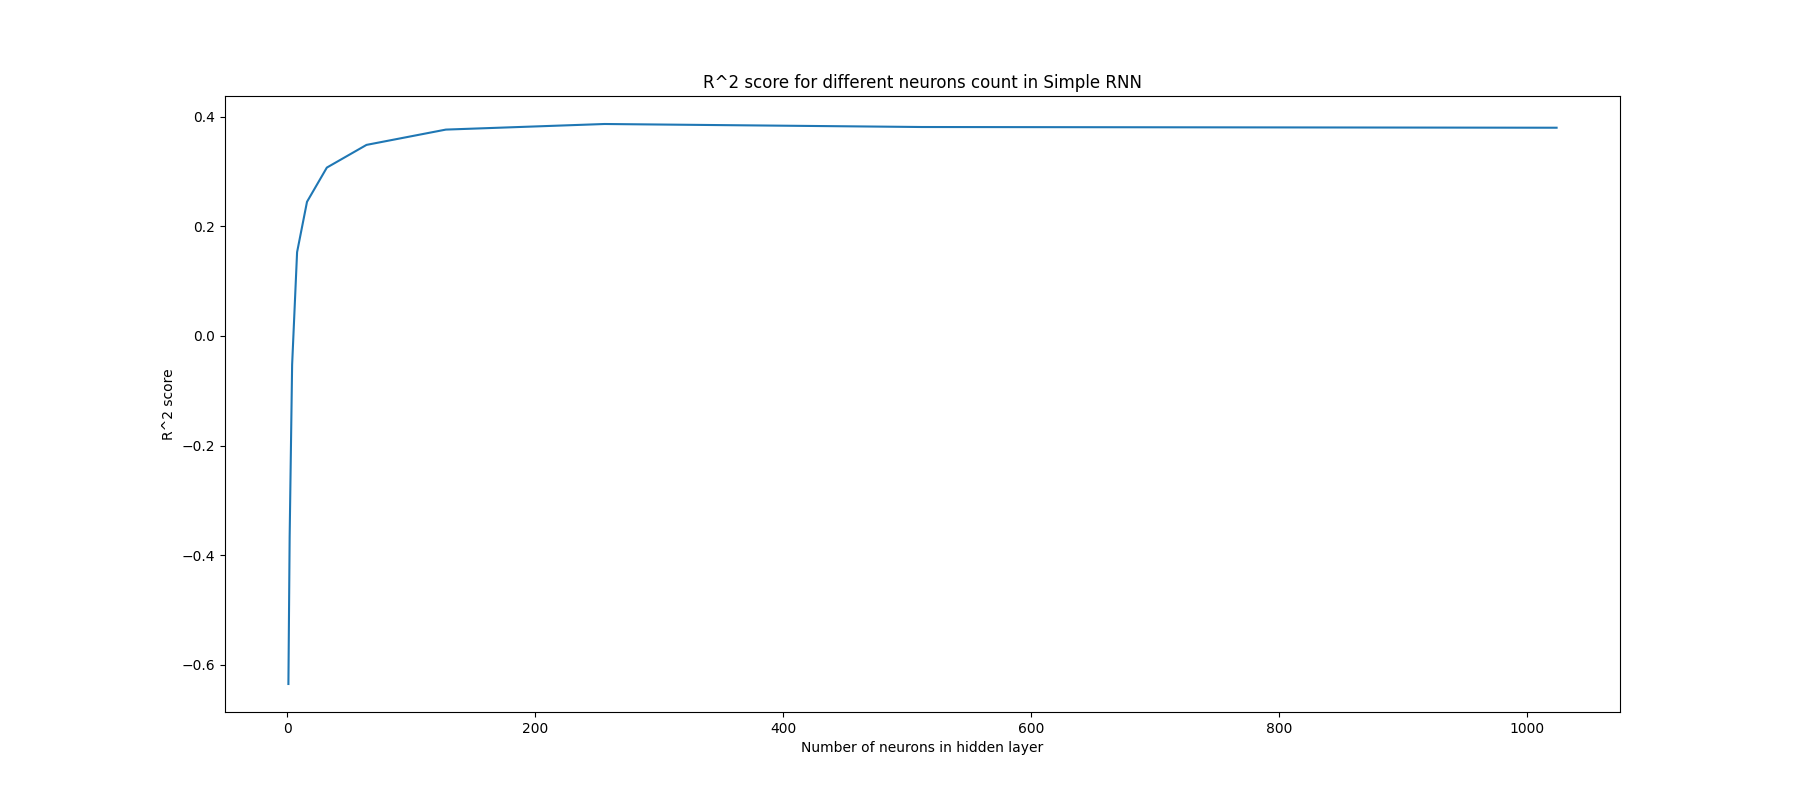 R^2 score for different neurons count in Simple RNN
0.4
0.2
0.0
−0.2
−0.4
−0.6
R^2 score
0 200 400 600 800 1000
Number of neurons in hidden layer